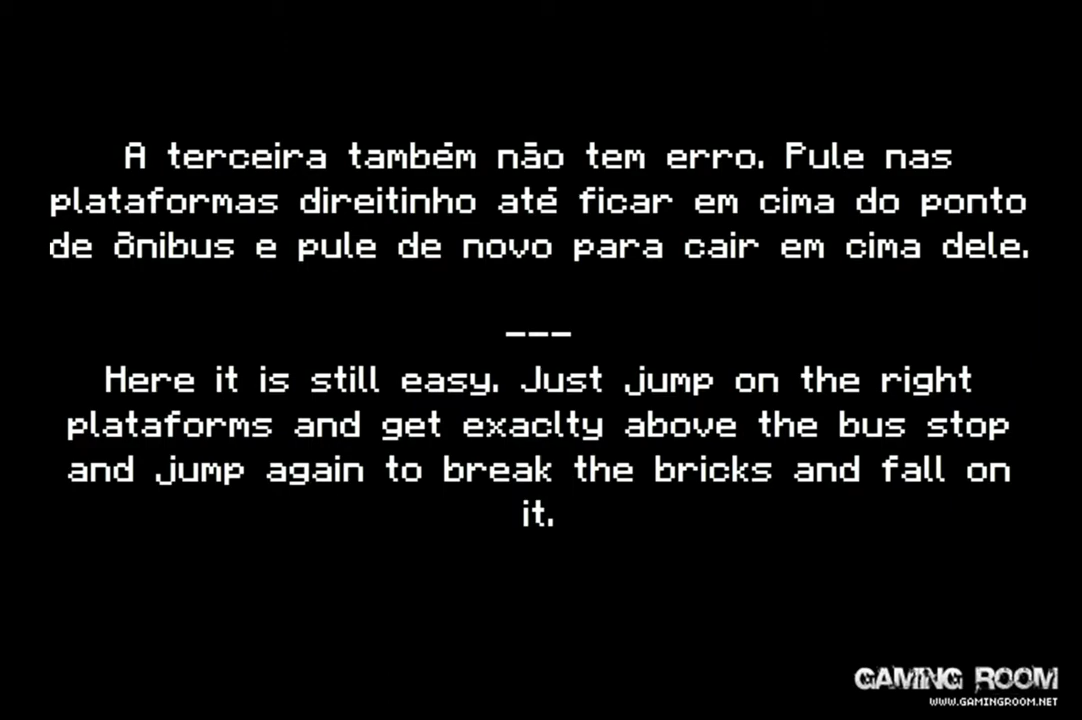 A terceira também não tem erro. Pule nas
plataformas direitinho até ficar em cima do ponto
de ônibus e pule de novo para cair em cima dele.
---
Here it is still easy. Just jump on the right
plataforms and get exaclty above the bus stop
and jump again to break the bricks and fall on
it.
GAMING ROOM
WWW.GAMINGROOM.NET